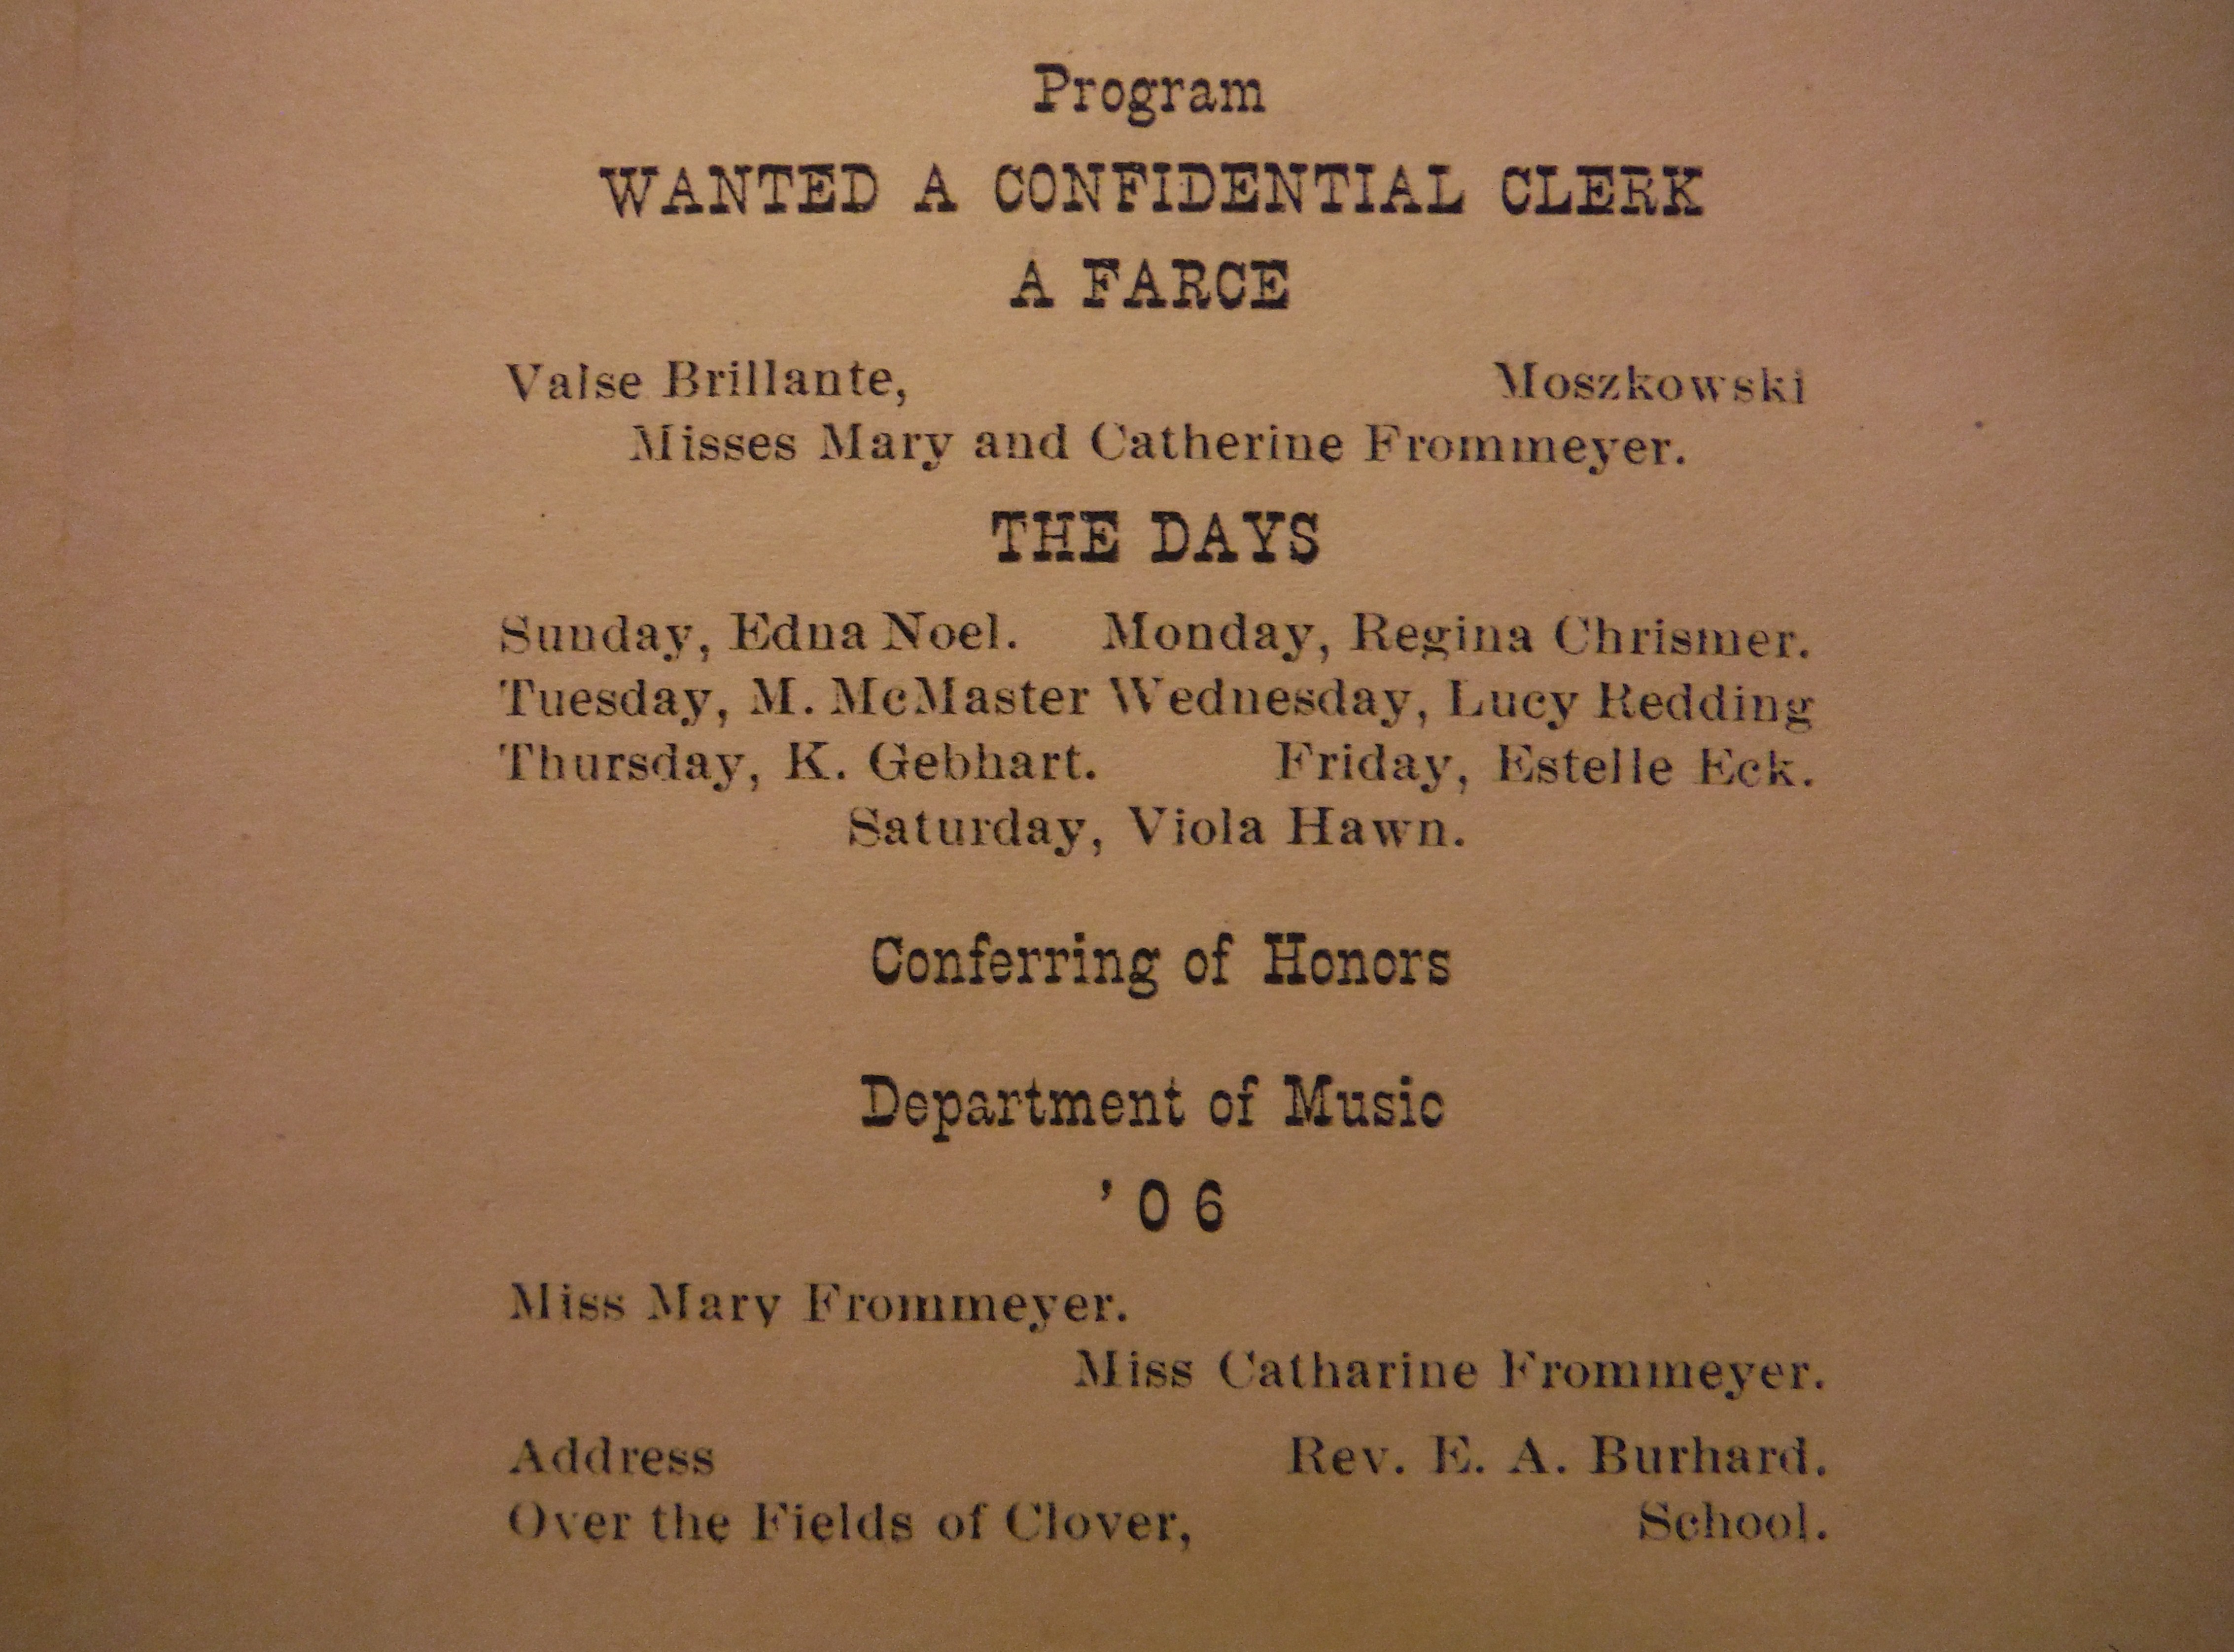 Program
WANTED A CONFIDENTIAL CLERK
A FARCE
Valse Brillante, Moszkowski
Misses Mary and Catherine Frommeyer.
THE DAYS
Sunday, Edna Noel. Monday, Regina Chrismer.
Tuesday, M. McMaster Wednesday, Lucy Redding
Thursday, K. Gebhart. Friday, Estelle Eck.
Saturday, Viola Hawn.
Conferring of Honors
Department of Music
'06
Miss Mary Frommeyer.
Miss Catharine Frommeyer.
Address Rev. E. A. Burhard.
Over the Fields of Clover, School.